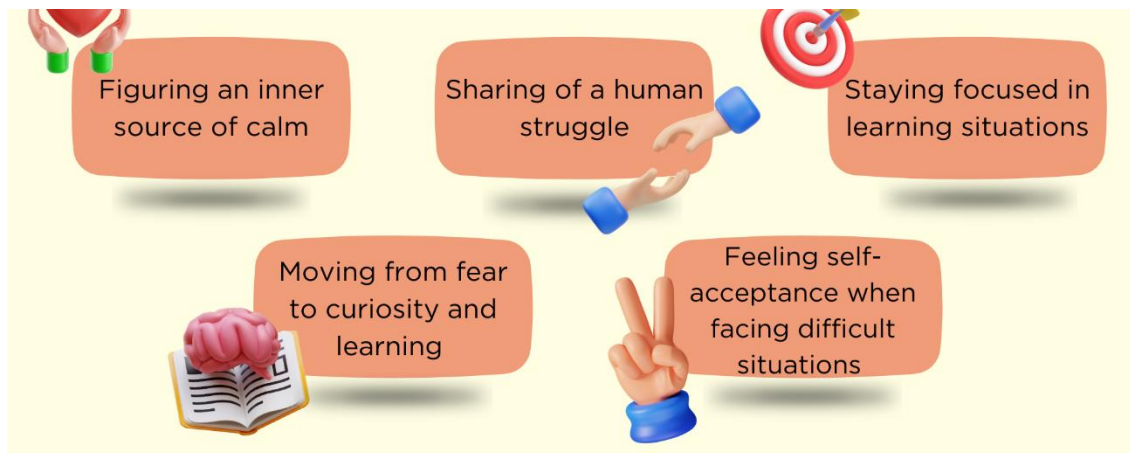 Figuring an inner
source of calm
Sharing of a human
struggle
Staying focused in
learning situations
Moving from fear
to curiosity and
learning
Feeling self-
acceptance when
facing difficult
situations